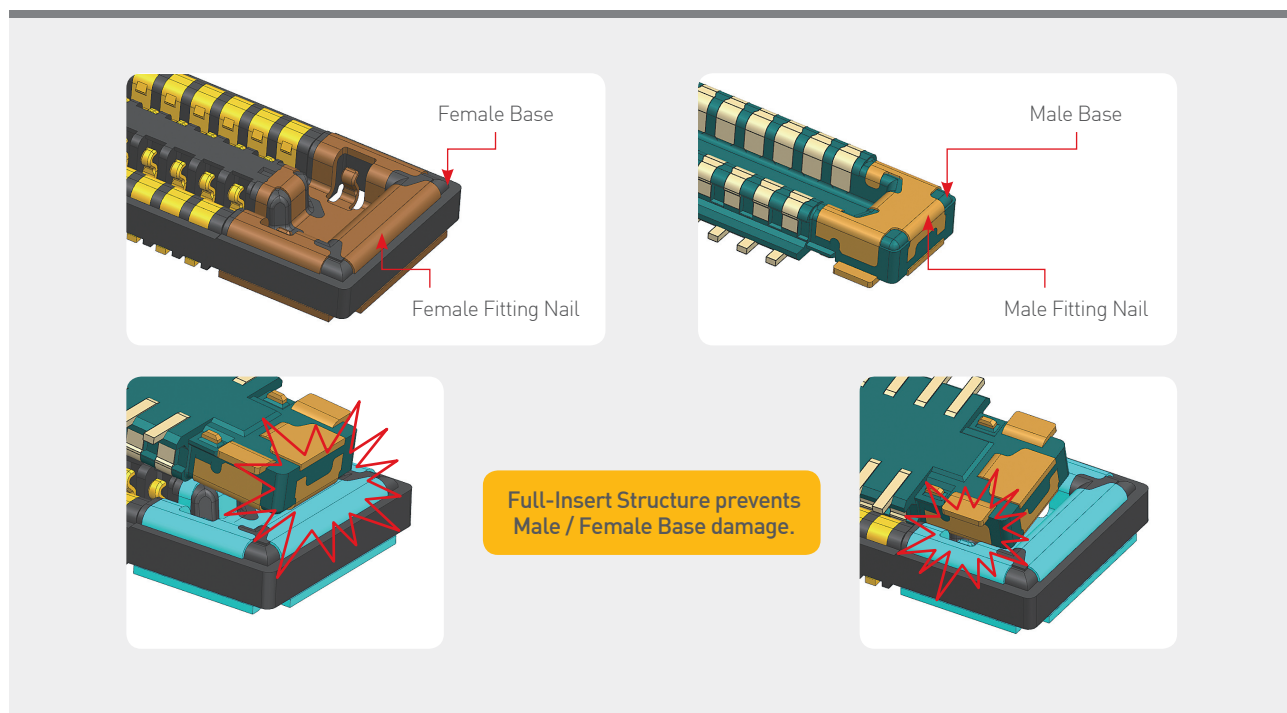 Female Base
Female Fitting Nail
Male Base
Male Fitting Nail
Full-Insert Structure prevents
Male / Female Base damage.